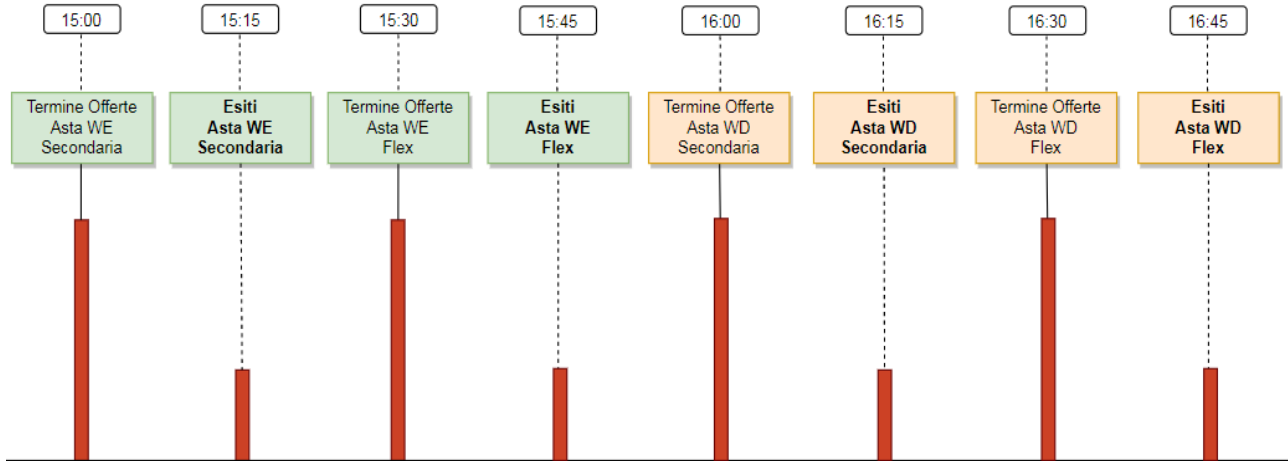 15:00
15:15
15:30
15:45
16:00
16:15
16:30
16:45
Termine Offerte
Asta WE
Secondaria
Esiti
Asta WE
Secondaria
Termine Offerte
Asta WE
Flex
Esiti
Asta WE
Flex
Termine Offerte
Asta WD
Secondaria
Esiti
Asta WD
Secondaria
Termine Offerte
Asta WD
Flex
Esiti
Asta WD
Flex